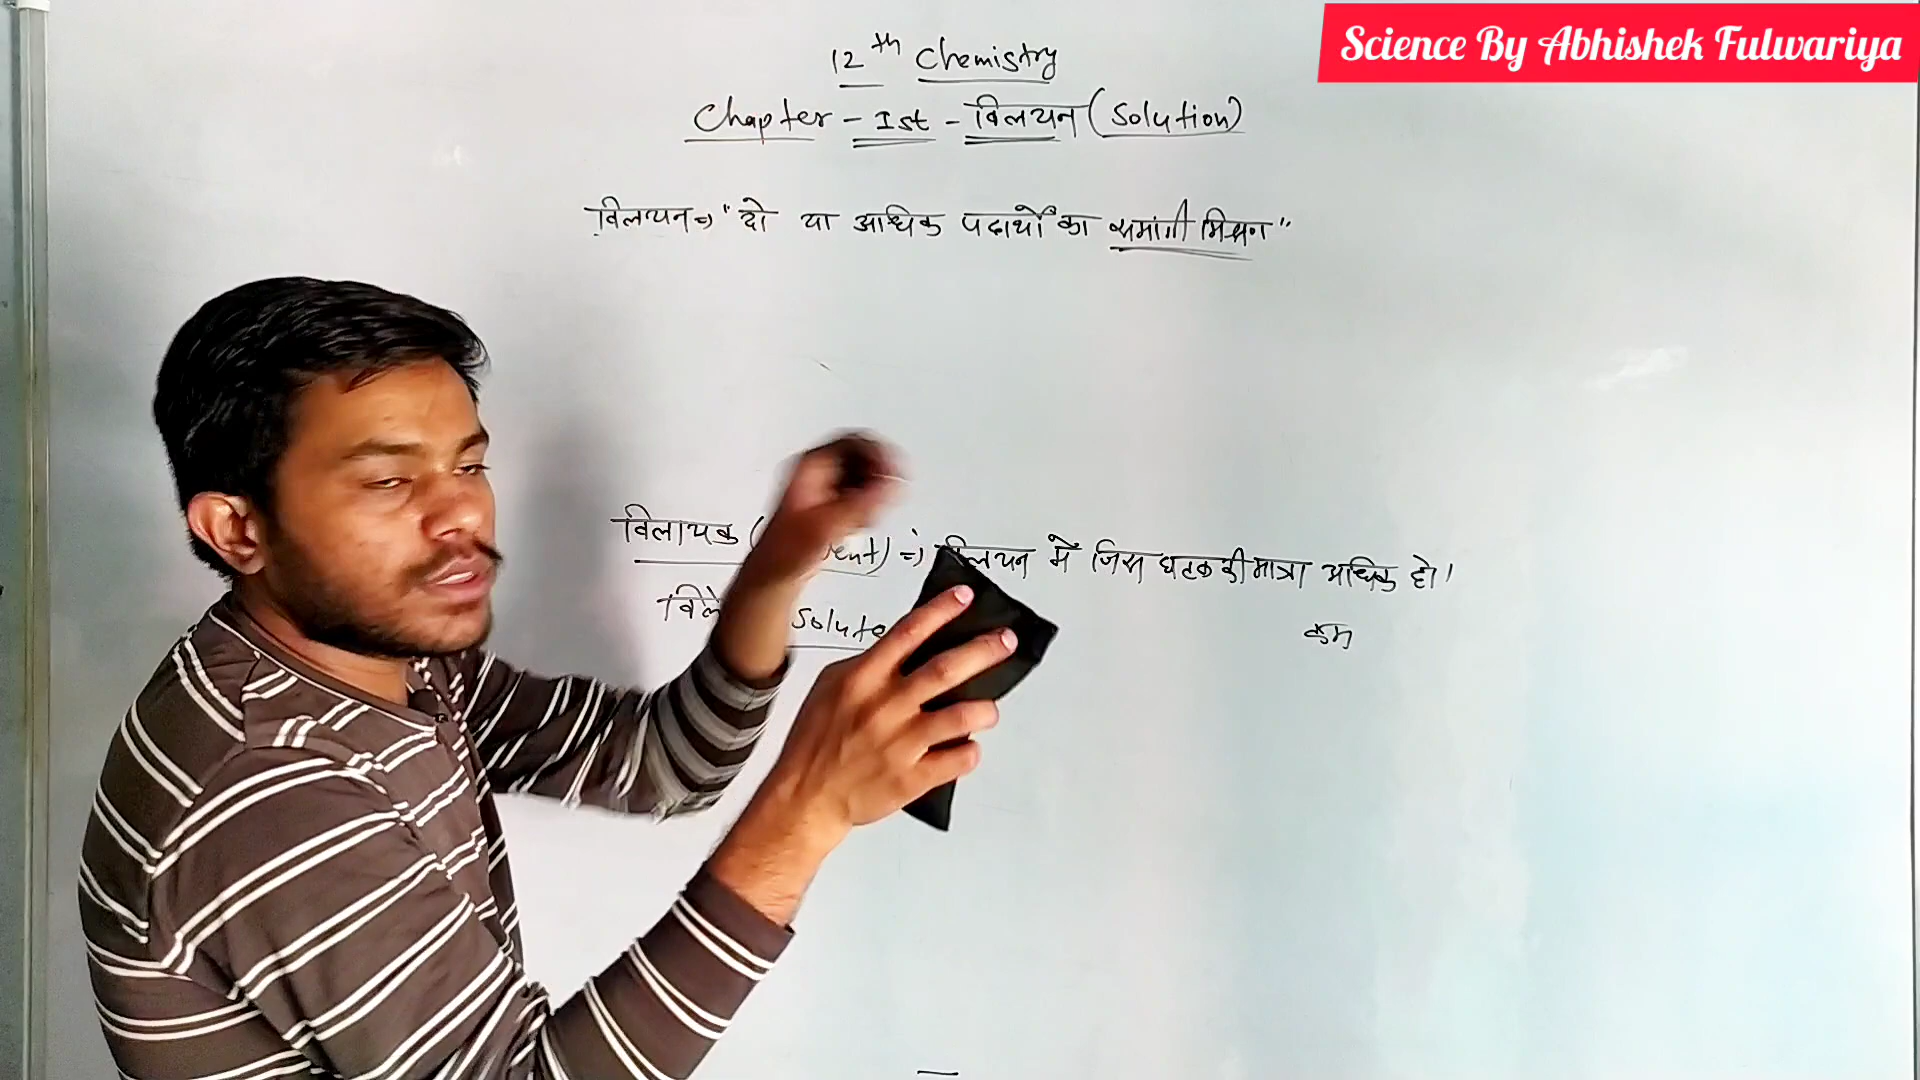 Science By Abhishek Fulwariya
12th Chemistry
Chapter - Ist - विलयन (Solution)
विलयन => "दो या अधिक पदार्थों का समांगी मिश्रण"
विलायक ( => विलयन में जिस घटक की मात्रा अधिक हो।
Solute कम